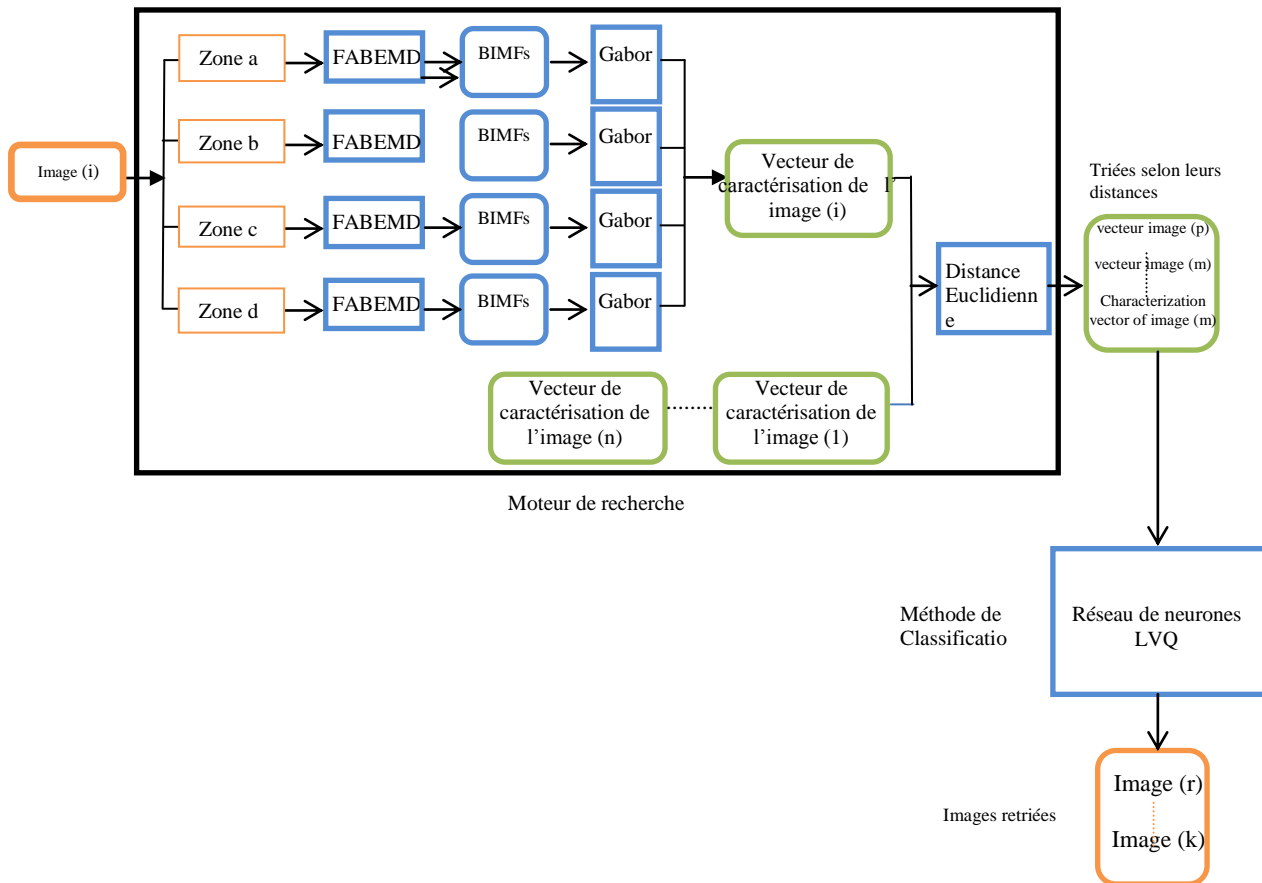 Zone a
FABEMD
BIMFs
Gabor
Zone b
FABEMD
BIMFs
Gabor
Image (i)
Zone c
FABEMD
BIMFs
Gabor
Zone d
FABEMD
BIMFs
Gabor
Vecteur de
caractérisation de
image (i)
Distance
Euclidienn
e
Triées selon leurs
distances
vecteur image (p)
vecteur image (m)
Characterization
vector of image (m)
Vecteur de
caractérisation de
l’image (n)
Vecteur de
caractérisation de
l’image (1)
Moteur de recherche
Méthode de
Classificatio
Réseau de neurones
LVQ
Images retriées
Image (r)
Image (k)